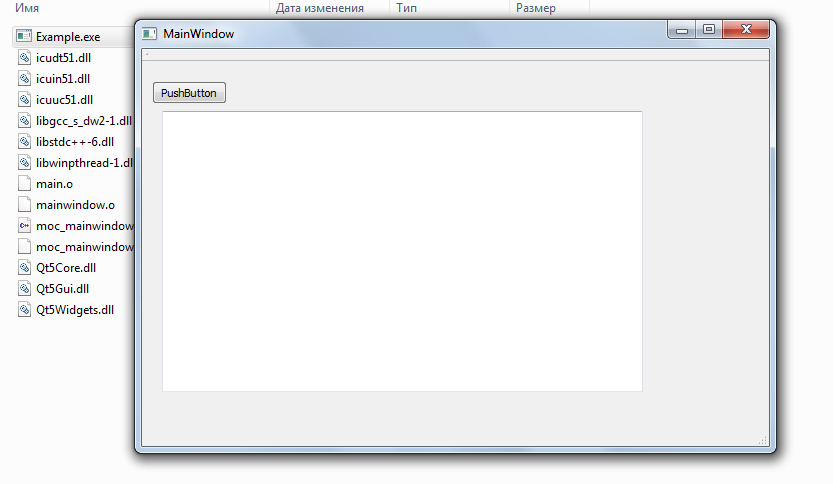 Имя Дата изменения Тип Размер
Example.exe
icudt51.dll
icuin51.dll
icuuc51.dll
libgcc_s_dw2-1.dll
libstdc++-6.dll
libwinpthread-1.dl
main.o
mainwindow.o
moc_mainwindow
moc_mainwindow
Qt5Core.dll
Qt5Gui.dll
Qt5Widgets.dll
MainWindow
PushButton